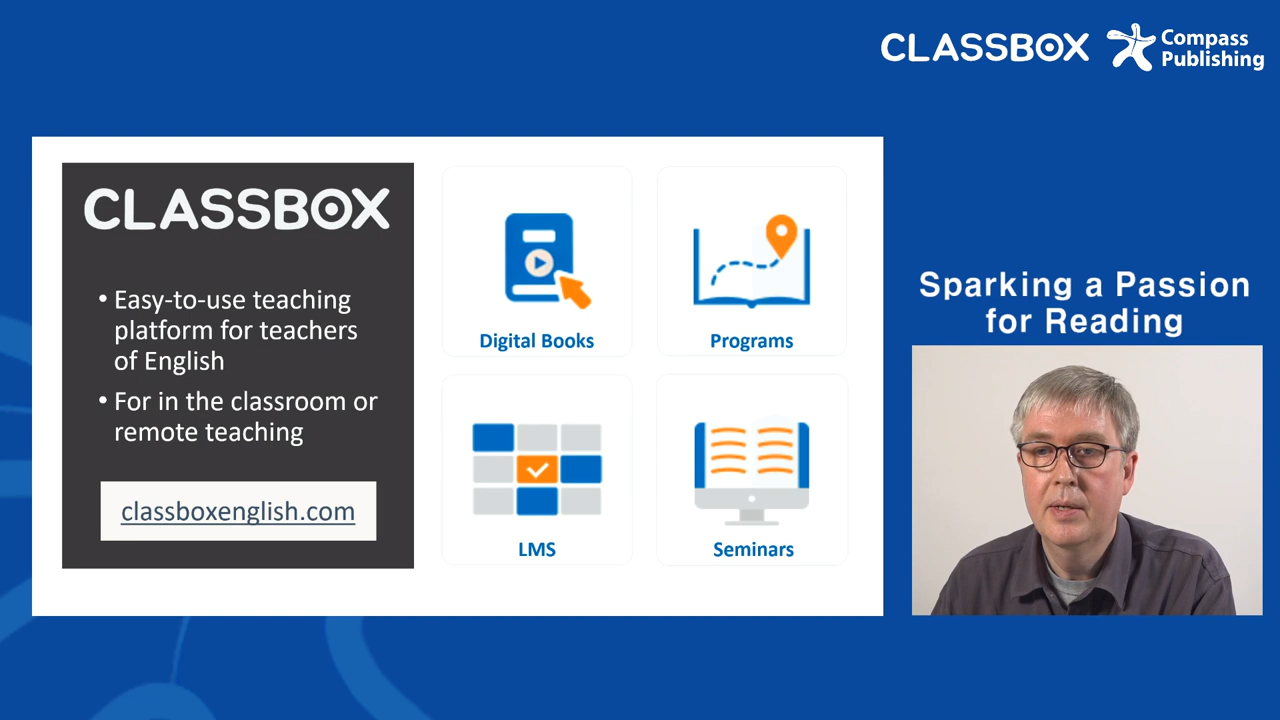 CLASSBOX
Compass
Publishing
CLASSBOX
• Easy-to-use teaching
platform for teachers
of English
• For in the classroom or
remote teaching
classboxenglish.com
Digital Books
Programs
LMS
Seminars
Sparking a Passion
for Reading